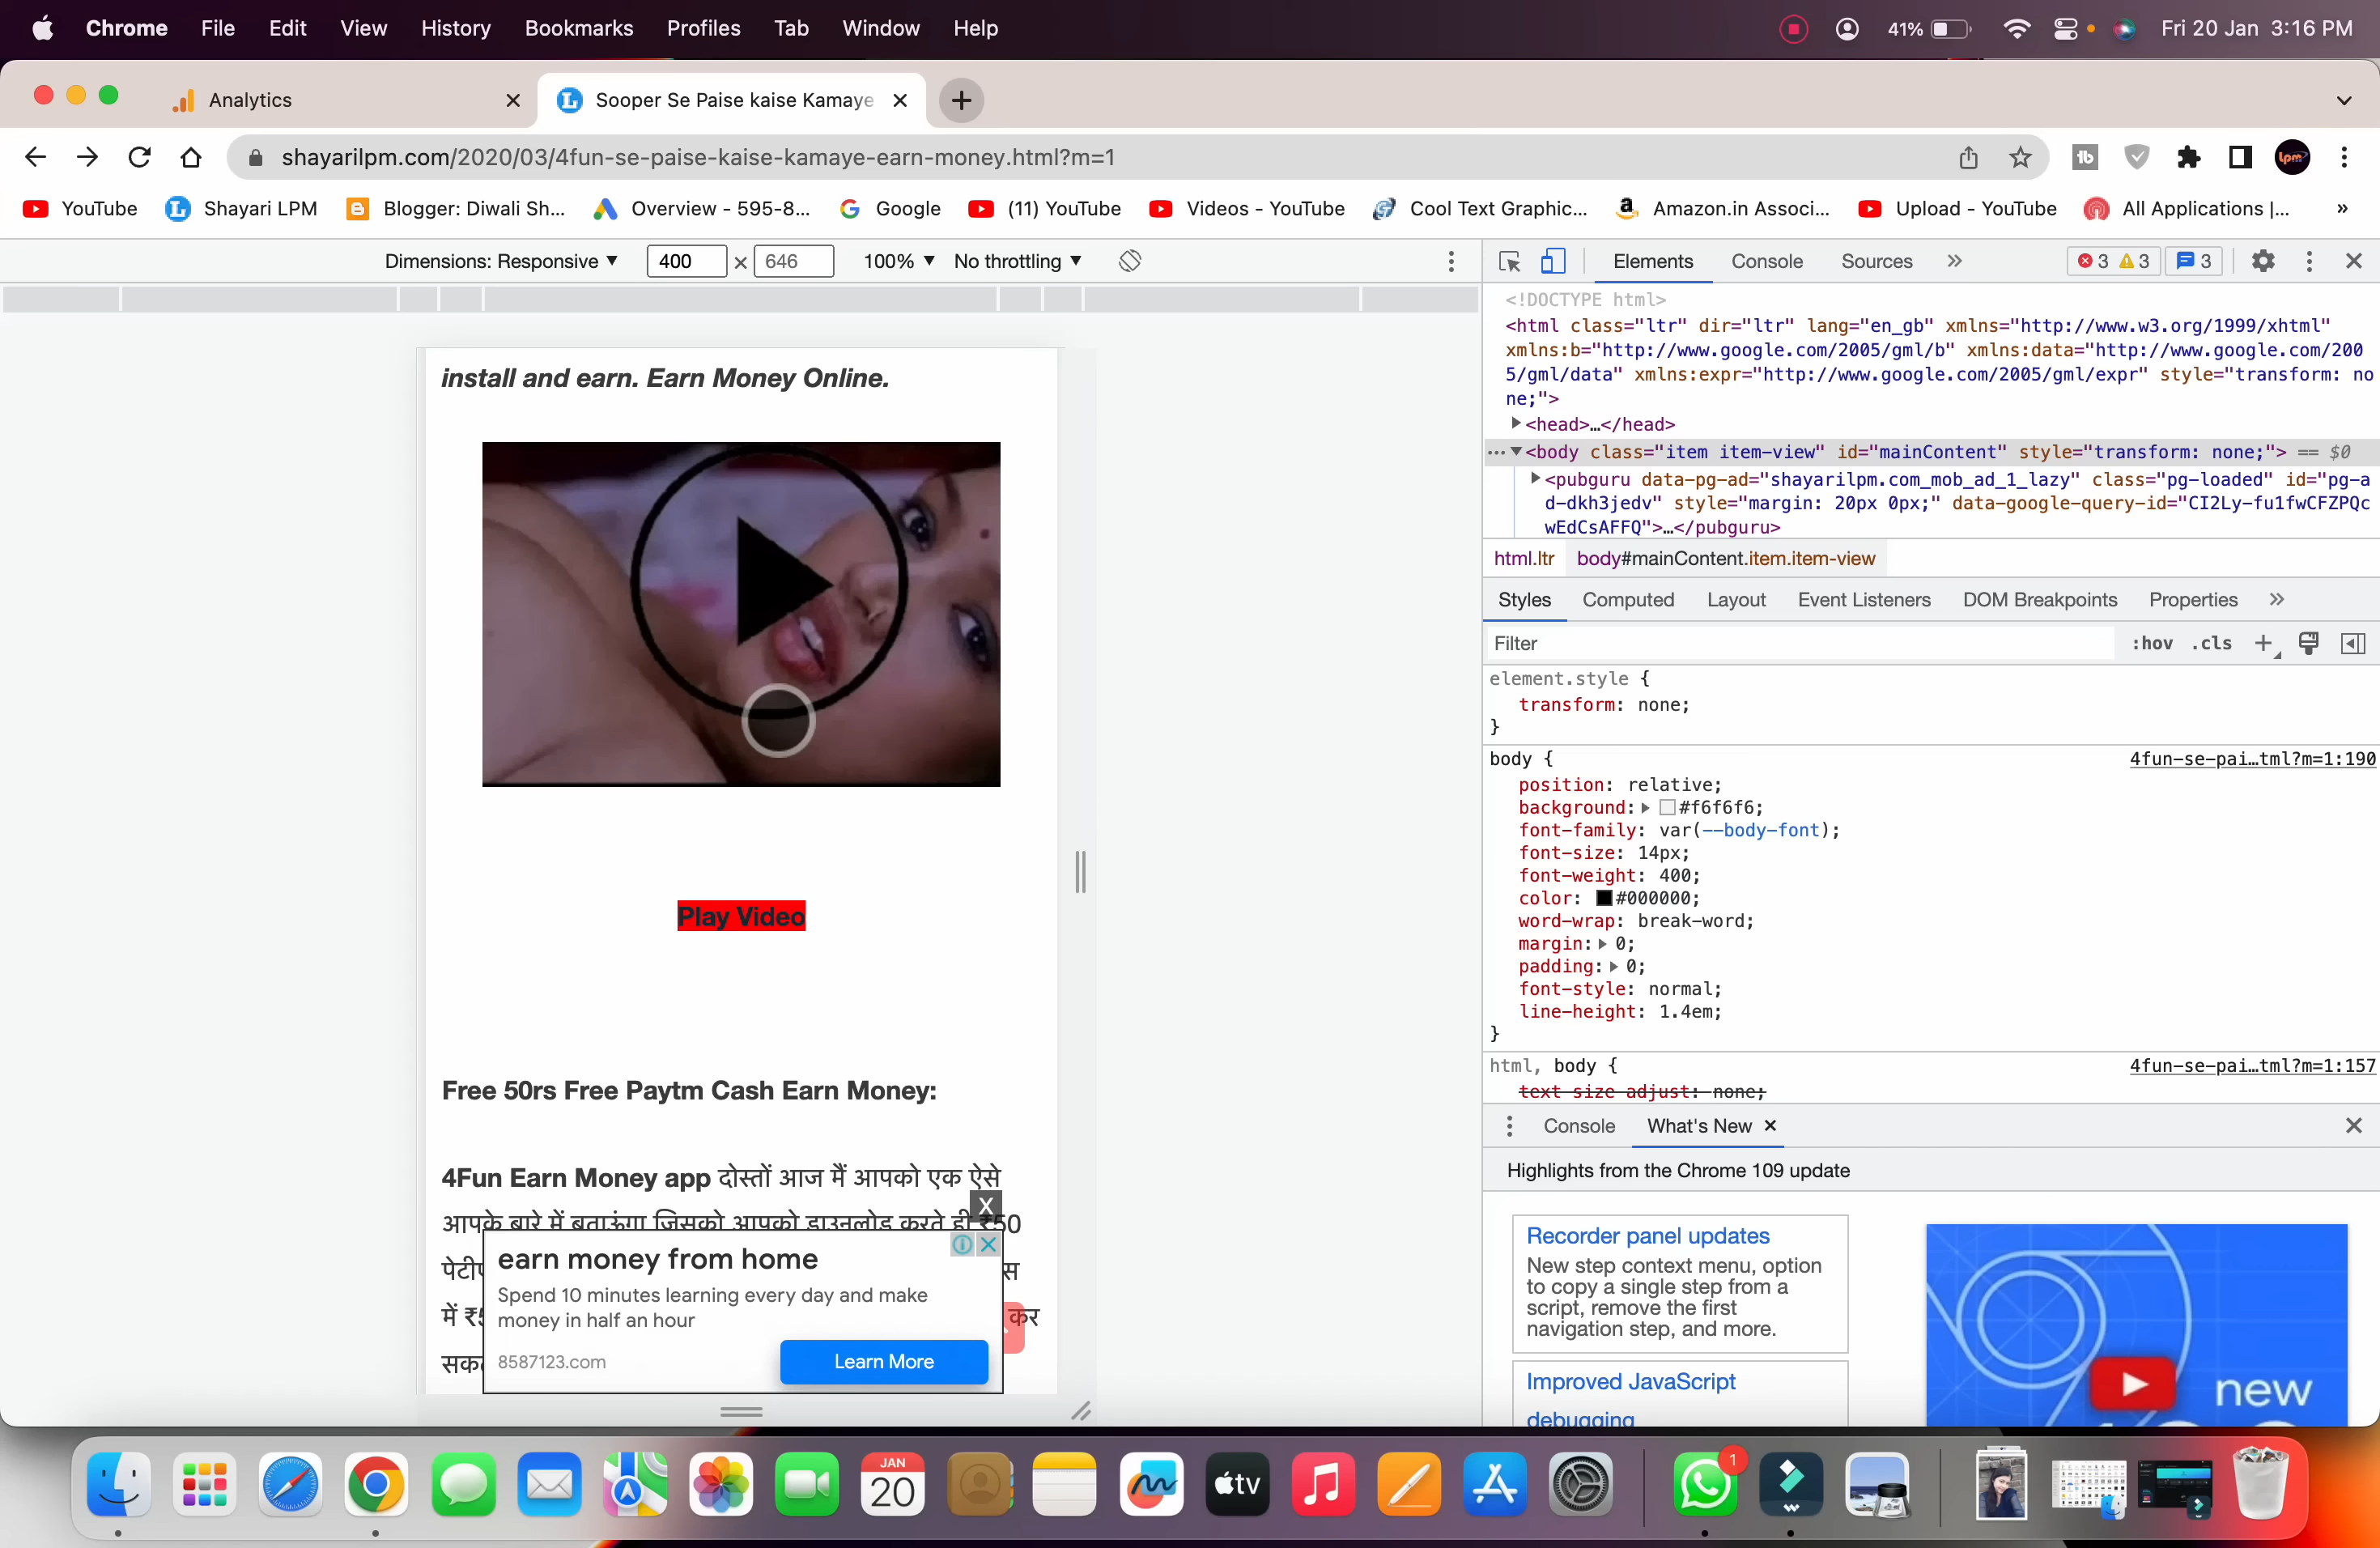 Chrome File Edit View History Bookmarks Profiles Tab Window Help 41% Fri 20 Jan 3:16 PM
Analytics Sooper Se Paise kaise Kamaye
shayarilpm.com/2020/03/4fun-se-paise-kaise-kamaye-earn-money.html?m=1
YouTube Shayari LPM Blogger: Diwali Sh... Overview - 595-8... Google (11) YouTube Videos - YouTube Cool Text Graphic... Amazon.in Associ... Upload - YouTube All Applications |... »
Dimensions: Responsive ▼ 400 × 646 100% ▼ No throttling ▼
Elements Console Sources » 3 3 3
<!DOCTYPE html>
<html class="ltr" dir="ltr" lang="en_gb" xmlns="http://www.w3.org/1999/xhtml"
xmlns:b="http://www.google.com/2005/gml/b" xmlns:data="http://www.google.com/200
5/gml/data" xmlns:expr="http://www.google.com/2005/gml/expr" style="transform: no
ne;">
<head>…</head>
<body class="item item-view" id="mainContent" style="transform: none;"> == $0
<pubguru data-pg-ad="shayarilpm.com_mob_ad_1_lazy" class="pg-loaded" id="pg-a
d-dkh3jedv" style="margin: 20px 0px;" data-google-query-id="CI2Ly-fu1fwCFZPQc
wEdCsAFFQ">…</pubguru>
html.ltr body#mainContent.item.item-view
Styles Computed Layout Event Listeners DOM Breakpoints Properties »
Filter :hov .cls +
element.style {
transform: none;
}
body { 4fun-se-pai…tml?m=1:190
position: relative;
background: #f6f6f6;
font-family: var(--body-font);
font-size: 14px;
font-weight: 400;
color: #000000;
word-wrap: break-word;
margin: 0;
padding: 0;
font-style: normal;
line-height: 1.4em;
}
html, body { 4fun-se-pai…tml?m=1:157
text-size-adjust: none;
Console What's New ×
Highlights from the Chrome 109 update
Recorder panel updates
New step context menu, option
to copy a single step from a
script, remove the first
navigation step, and more.
Improved JavaScript
debugging
new
install and earn. Earn Money Online.
Play Video
Free 50rs Free Paytm Cash Earn Money:
4Fun Earn Money app दोस्तों आज मैं आपको एक ऐसे
आपके बारे में बताऊंगा जिसको आपको डाउनलोड करते ही ₹50
X
earn money from home
Spend 10 minutes learning every day and make
money in half an hour
8587123.com Learn More
में
कर
JAN
20
tv
1